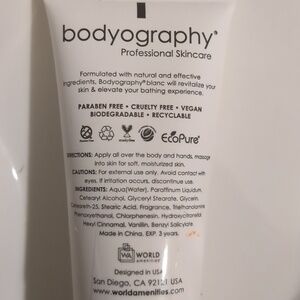 bodyography®
Professional Skincare
Formulated with natural and effective
ingredients, Bodyography® blanc will revitalize your
skin & elevate your bathing experience.
PARABEN FREE • CRUELTY FREE • VEGAN
BIODEGRADABLE • RECYCLABLE
EcoPure®
DIRECTIONS: Apply all over the body and hands, massage
into skin for soft, moisturized skin.
CAUTIONS: For external use only. Avoid contact with
eyes. If irritation occurs, discontinue use.
INGREDIENTS: Aqua(Water), Paraffinum Liquidum,
Cetearyl Alcohol, Glyceryl Stearate, Glycerin,
Ceteareth-25, Stearic Acid, Fragrance, Triethanolamine,
Phenoxyethanol, Chlorphenesin, Hydroxycitronellal,
Hexyl Cinnamal, Vanillin, Benzyl Salicylate.
Made in China. EXP. 3 years.
WA WORLD
amenities
Designed in USA
San Diego, CA 92121 USA
www.worldamenities.com